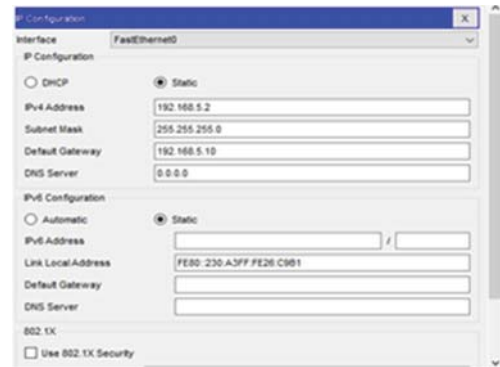 IP Configuration X
Interface FastEthernet0
IP Configuration
DHCP Static
IPv4 Address 192.168.5.2
Subnet Mask 255.255.255.0
Default Gateway 192.168.5.10
DNS Server 0.0.0.0
IPv6 Configuration
Automatic Static
IPv6 Address /
Link Local Address FE80::230:A3FF:FE26:C9B1
Default Gateway
DNS Server
802.1X
Use 802.1X Security